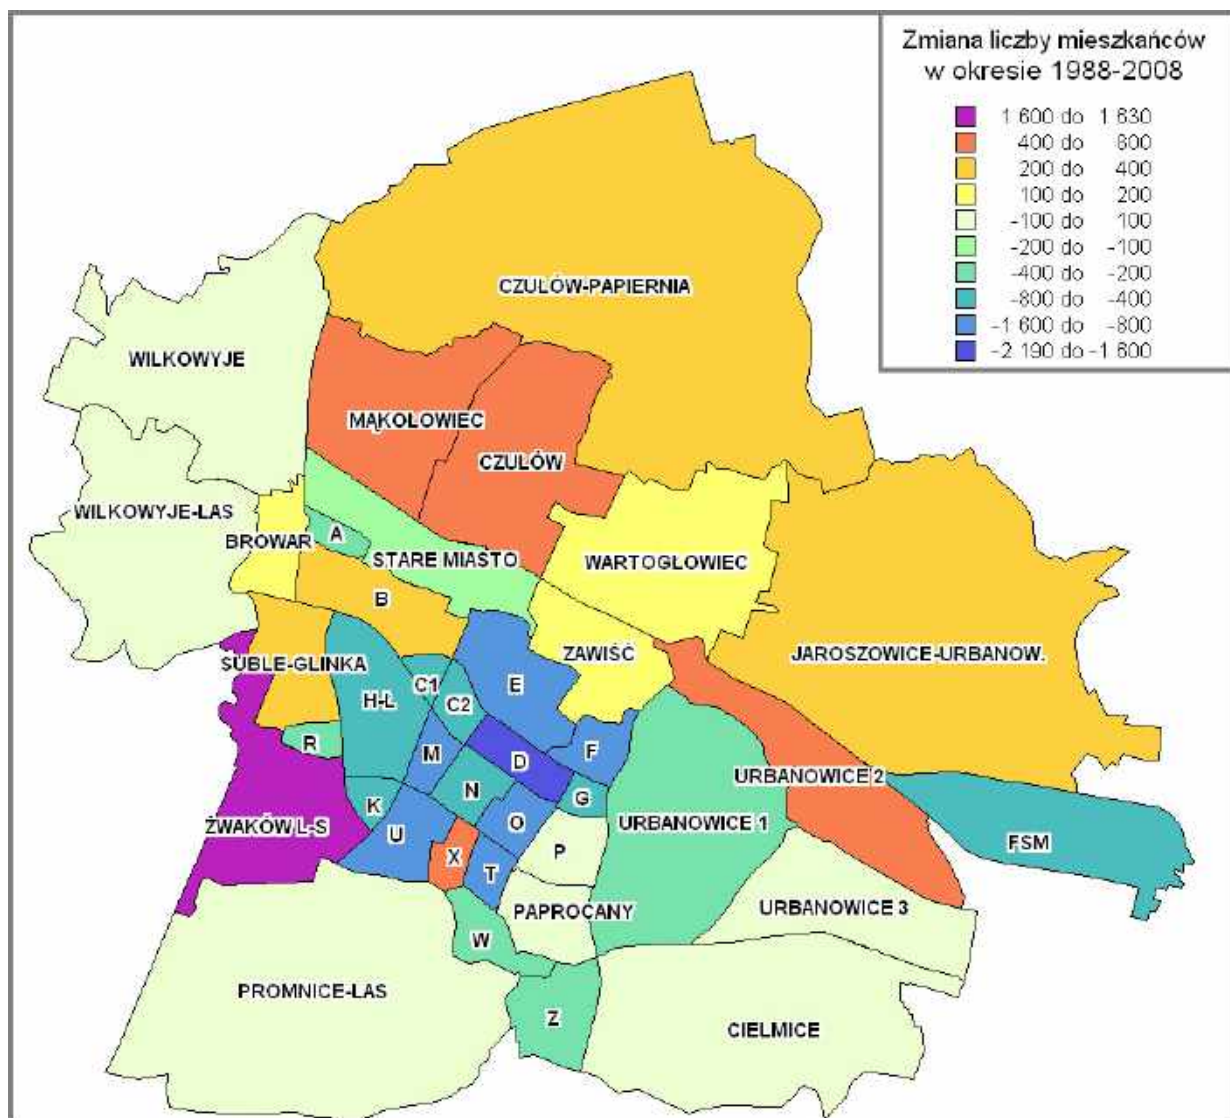 Zmiana liczby mieszkańców
w okresie 1988-2008
1 600 do 1 830
400 do 800
200 do 400
100 do 200
-100 do 100
-200 do -100
-400 do -200
-800 do -400
-1 600 do -800
-2 190 do -1 600
CZUŁÓW-PAPIERNIA
WILKOWYJE
MĄKOŁOWIEC
CZUŁÓW
WILKOWYJE-LAS
BROWAR
A
STARE MIASTO
WARTOGŁOWIEC
B
ZAWIŚĆ
JAROSZOWICE-URBANOW.
SUBLE-GLINKA
C1
E
H-Ł
C2
R
M
D
F
URBANOWICE 2
N
G
K
ŻWAKÓW L-S
U
O
URBANOWICE 1
FSM
X
P
T
PAPROCANY
URBANOWICE 3
W
PROMNICE-LAS
Z
CIELMICE